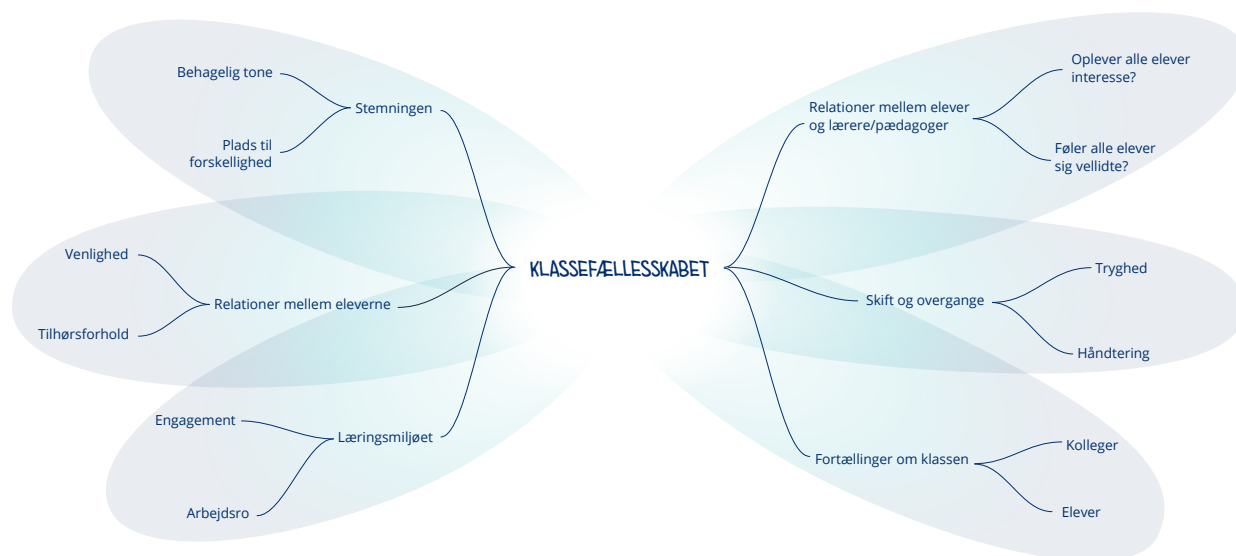 Behagelig tone
Stemningen
Plads til
forskellighed
Venlighed
Relationer mellem eleverne
Tilhørsforhold
Engagement
Læringsmiljøet
Arbejdsro
KLASSEFÆLLESSKABET
Oplever alle elever
interesse?
Relationer mellem elever
og lærere/pædagoger
Føler alle elever
sig vellidte?
Tryghed
Skift og overgange
Håndtering
Kolleger
Fortællinger om klassen
Elever